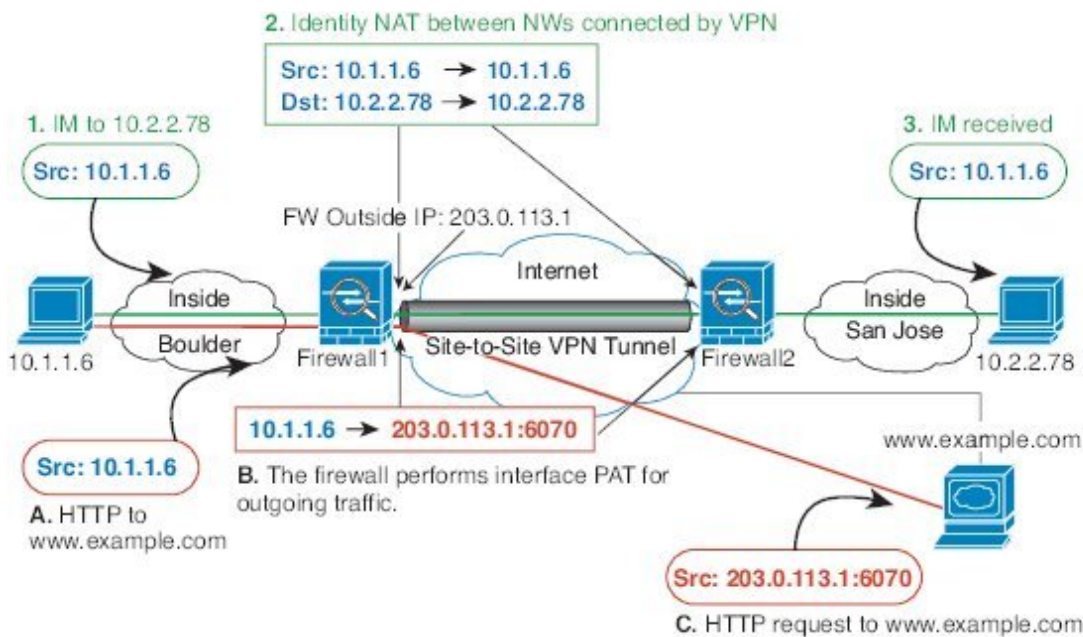 2. Identity NAT between NWs connected by VPN
Src: 10.1.1.6 → 10.1.1.6
Dst: 10.2.2.78 → 10.2.2.78
1. IM to 10.2.2.78
Src: 10.1.1.6
3. IM received
Src: 10.1.1.6
FW Outside IP: 203.0.113.1
Internet
Inside
Boulder
10.1.1.6
Firewall1
Site-to-Site VPN Tunnel
Firewall2
Inside
San Jose
10.2.2.78
10.1.1.6 → 203.0.113.1:6070
B. The firewall performs interface PAT for
outgoing traffic.
Src: 10.1.1.6
A. HTTP to
www.example.com
www.example.com
Src: 203.0.113.1:6070
C. HTTP request to www.example.com